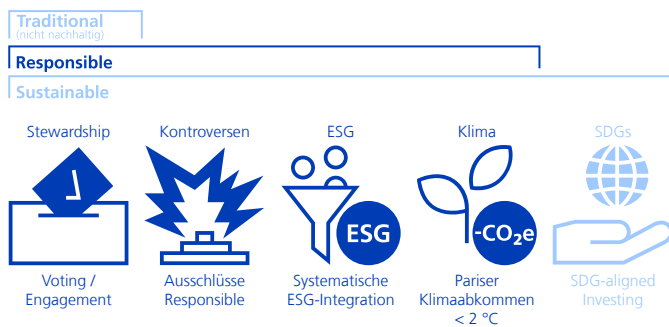 Traditional
(nicht nachhaltig)
Responsible
Sustainable
Stewardship
Kontroversen
ESG
Klima
SDGs
ESG
-CO₂e
Voting /
Engagement
Ausschlüsse
Responsible
Systematische
ESG-Integration
Pariser
Klimaabkommen
< 2 °C
SDG-aligned
Investing